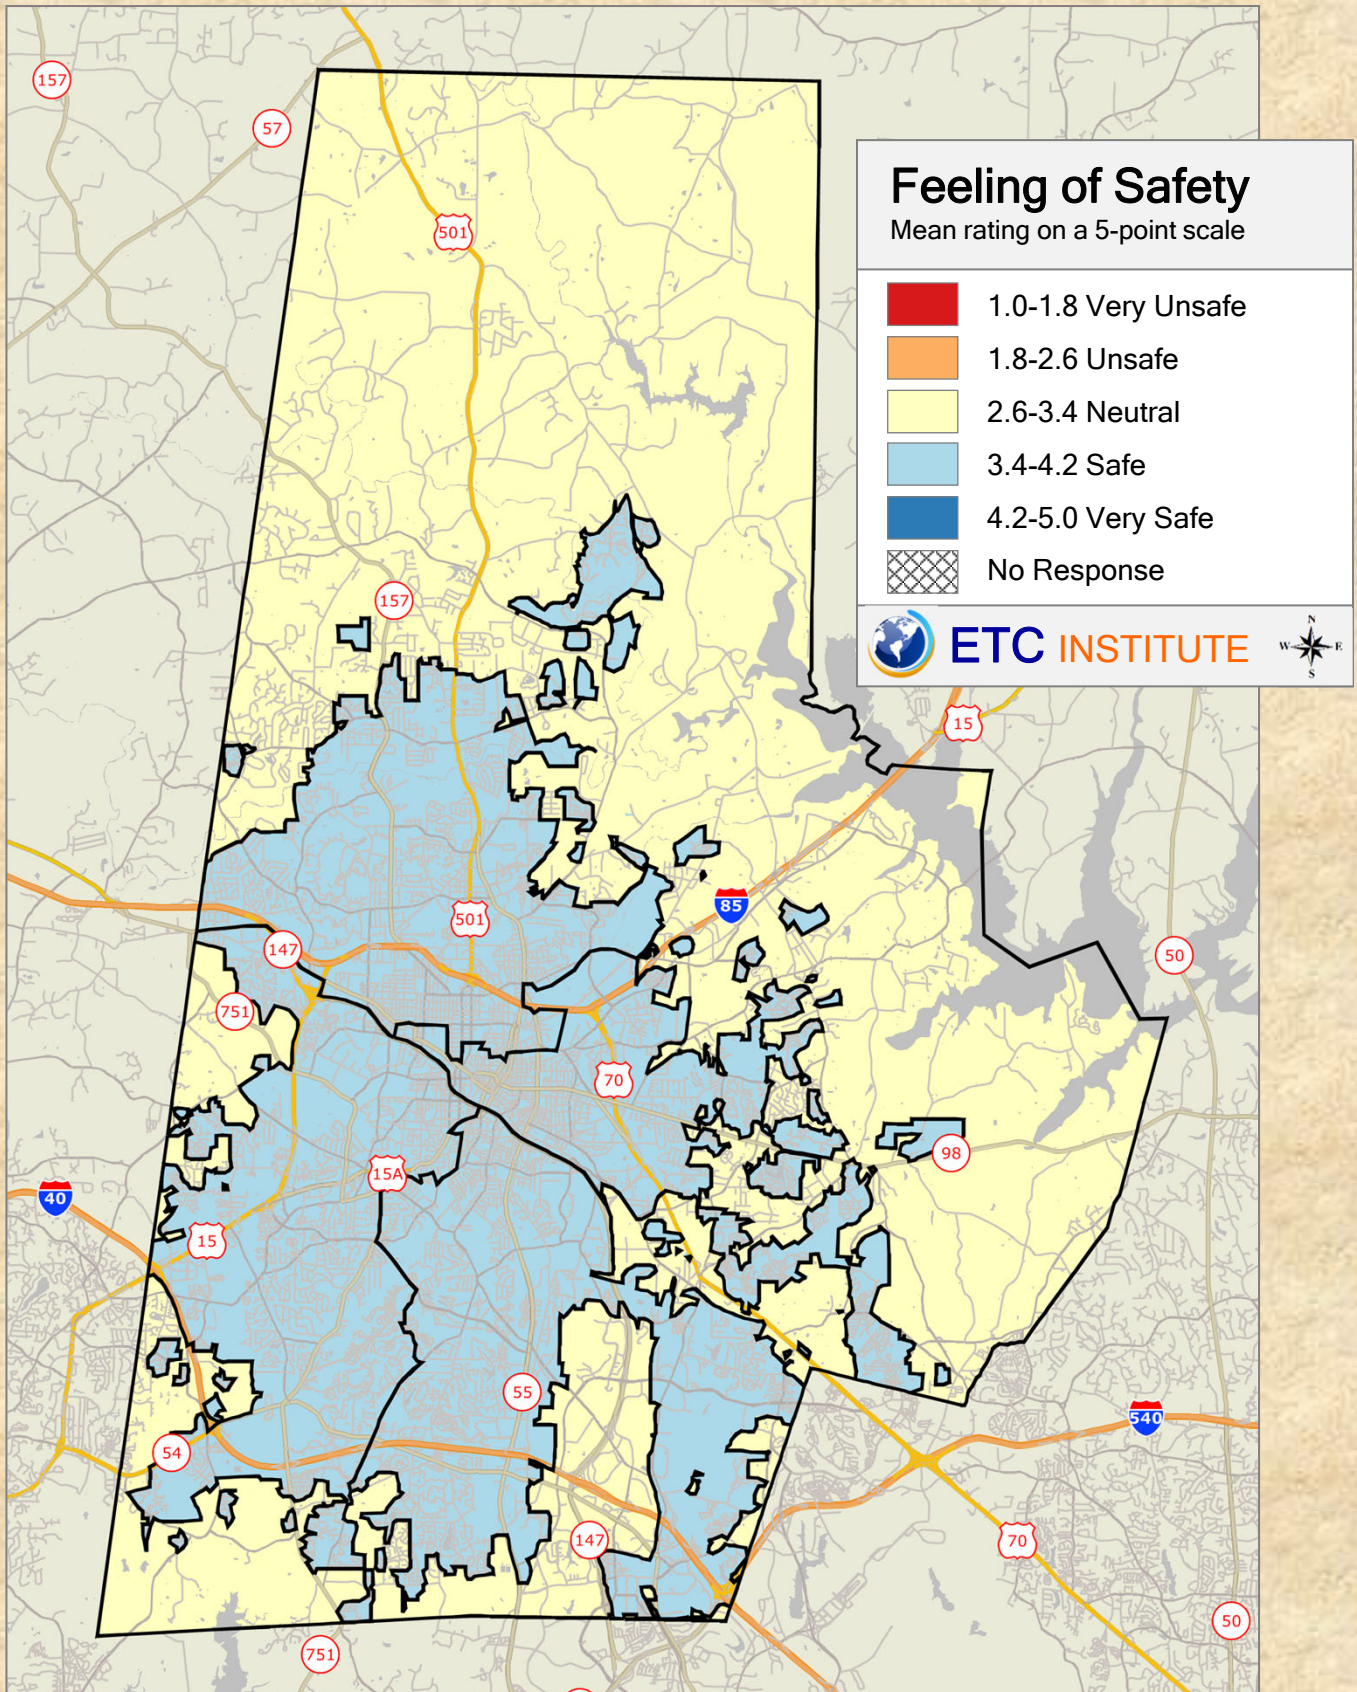 157
57
501
Feeling of Safety
Mean rating on a 5-point scale
1.0-1.8 Very Unsafe
1.8-2.6 Unsafe
2.6-3.4 Neutral
3.4-4.2 Safe
4.2-5.0 Very Safe
No Response
ETC INSTITUTE
N
W E
S
157
15
85
501
147
50
751
70
98
15A
40
15
55
540
54
147
70
50
751